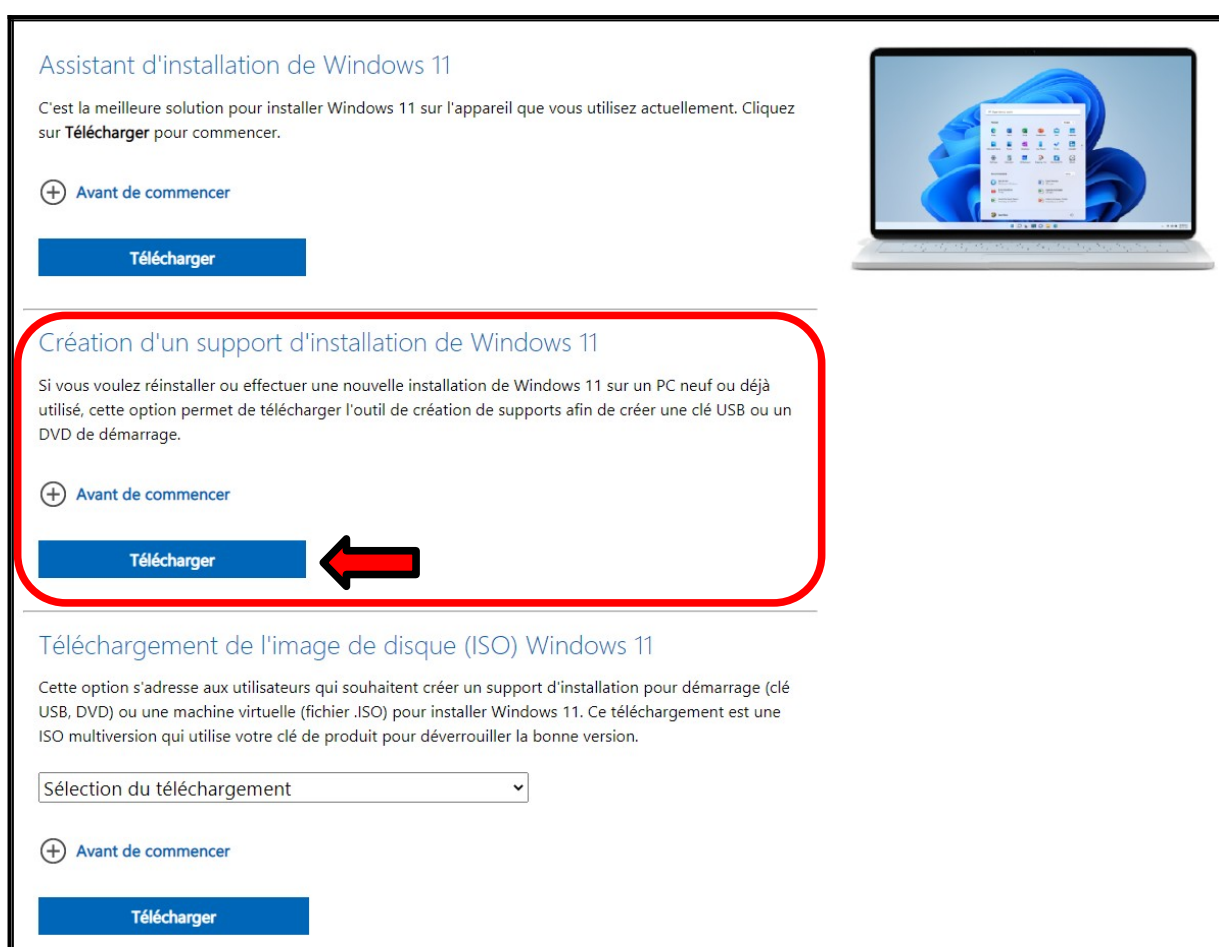 Assistant d'installation de Windows 11
C'est la meilleure solution pour installer Windows 11 sur l'appareil que vous utilisez actuellement. Cliquez
sur Télécharger pour commencer.
Avant de commencer
Télécharger
Création d'un support d'installation de Windows 11
Si vous voulez réinstaller ou effectuer une nouvelle installation de Windows 11 sur un PC neuf ou déjà
utilisé, cette option permet de télécharger l'outil de création de supports afin de créer une clé USB ou un
DVD de démarrage.
Avant de commencer
Télécharger
Téléchargement de l'image de disque (ISO) Windows 11
Cette option s'adresse aux utilisateurs qui souhaitent créer un support d'installation pour démarrage (clé
USB, DVD) ou une machine virtuelle (fichier .ISO) pour installer Windows 11. Ce téléchargement est une
ISO multiversion qui utilise votre clé de produit pour déverrouiller la bonne version.
Sélection du téléchargement
Avant de commencer
Télécharger